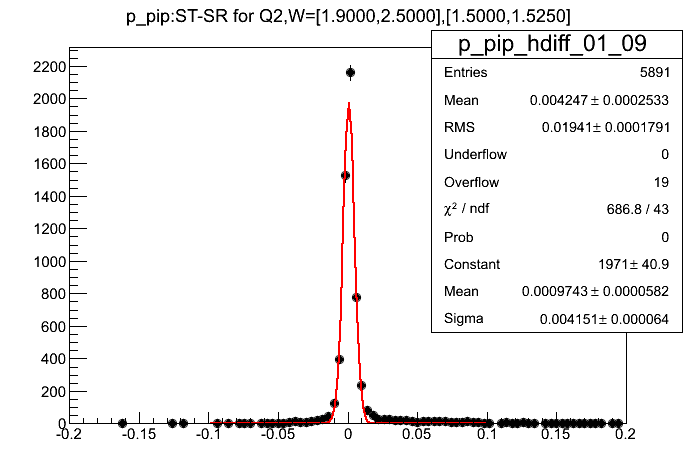 p_pip:ST-SR for Q2,W=[1.9000,2.5000],[1.5000,1.5250]
p_pip_hdiff_01_09
Entries 5891
Mean 0.004247 ± 0.0002533
RMS 0.01941± 0.0001791
Underflow 0
Overflow 19
χ² / ndf 686.8 / 43
Prob 0
Constant 1971± 40.9
Mean 0.0009743 ± 0.0000582
Sigma 0.004151± 0.000064
2200
2000
1800
1600
1400
1200
1000
800
600
400
200
0
-0.2 -0.15 -0.1 -0.05 0 0.05 0.1 0.15 0.2